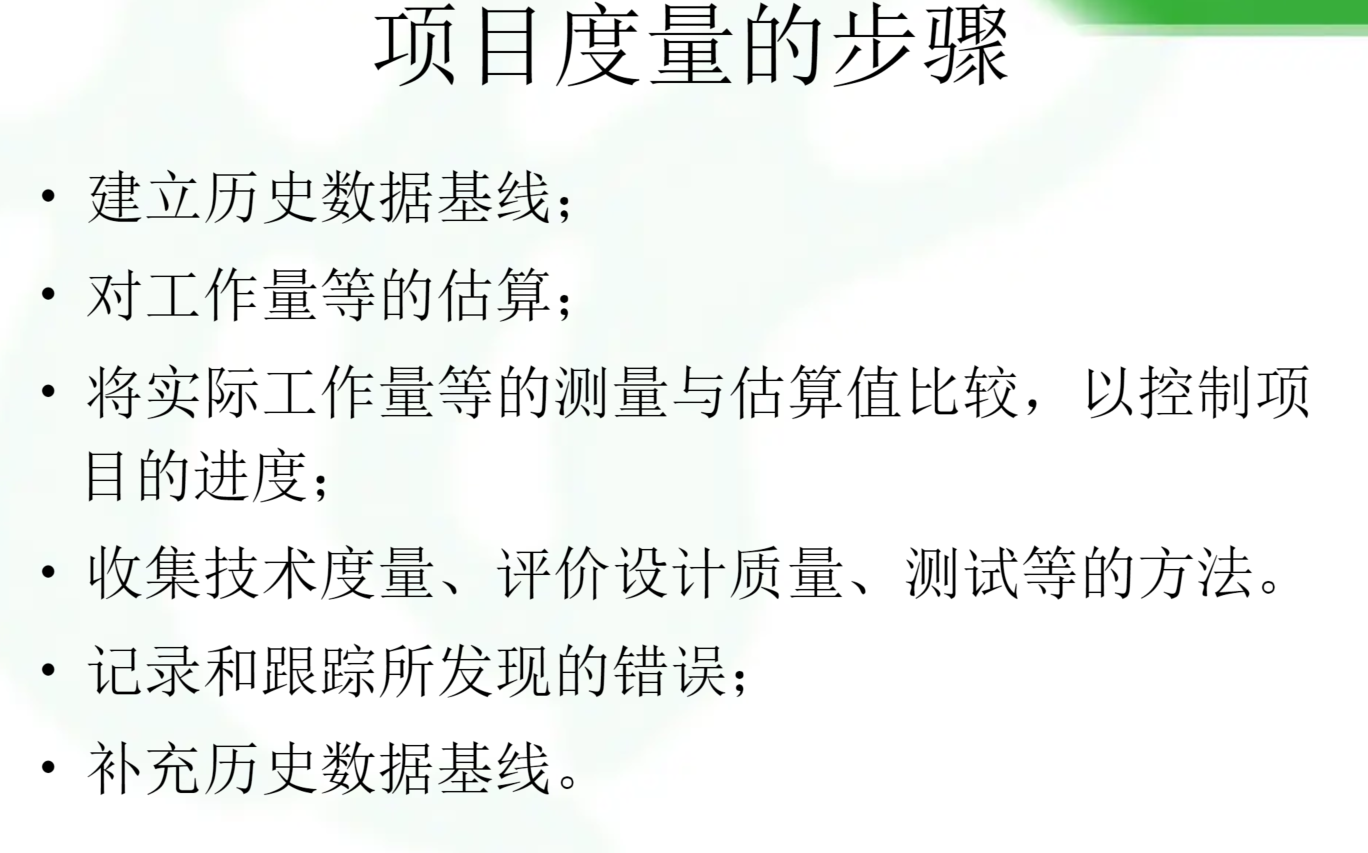 项目度量的步骤
• 建立历史数据基线；
• 对工作量等的估算；
• 将实际工作量等的测量与估算值比较，以控制项
目的进度；
• 收集技术度量、评价设计质量、测试等的方法。
• 记录和跟踪所发现的错误；
• 补充历史数据基线。